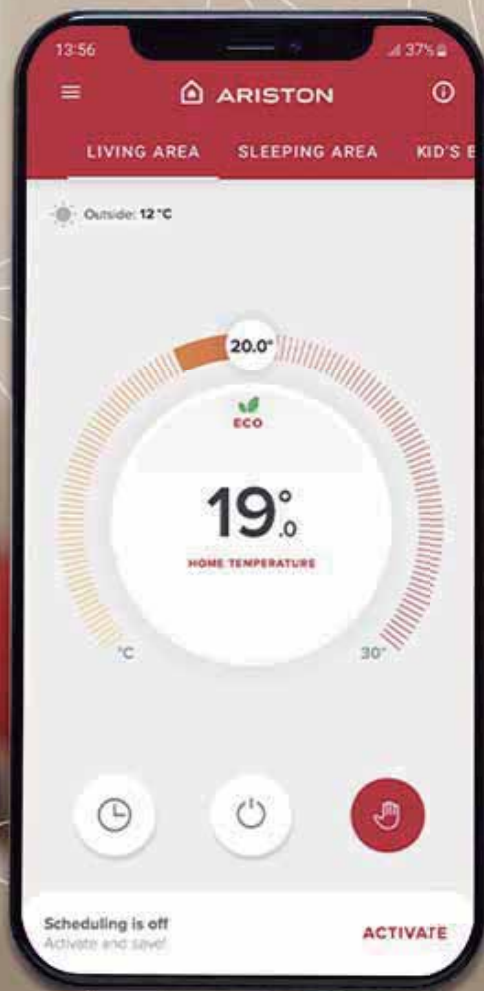 13:56
37%
ARISTON
LIVING AREA SLEEPING AREA KID'S
Outside: 12 °C
20.0°
ECO
19.0°
HOME TEMPERATURE
°C
30°
Scheduling is off
Activate and save!
ACTIVATE